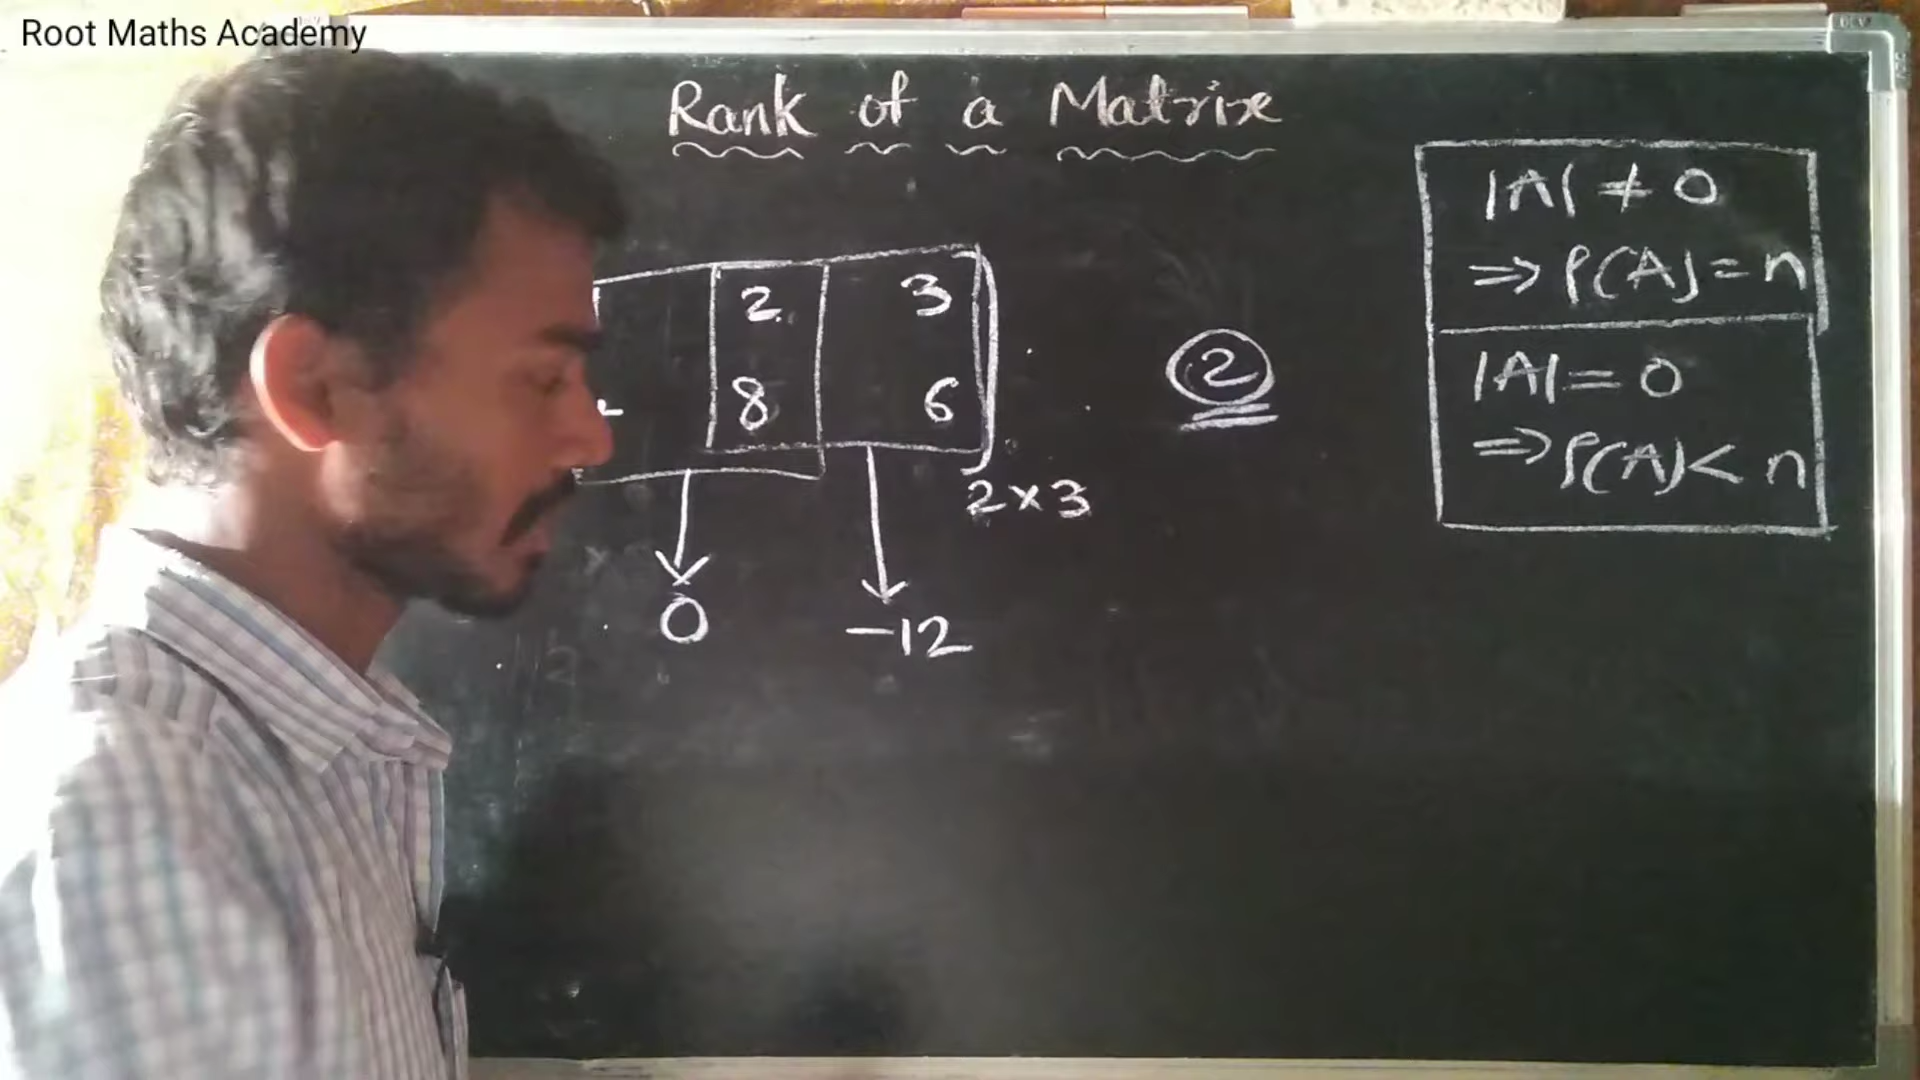 Root Maths Academy
Rank of a Matrix
|A| ≠ 0
⇒ ρ(A) = n
|A| = 0
⇒ ρ(A) < n
2 3
8 6
2×3
2
0
-12